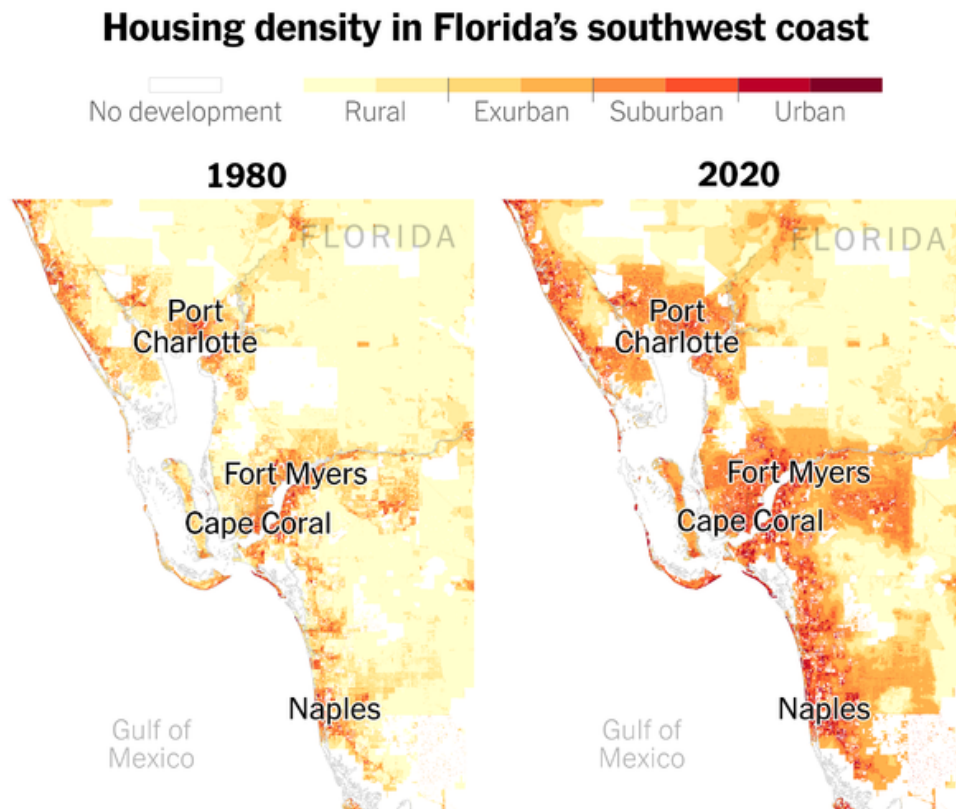 Housing density in Florida's southwest coast
No development
Rural
Exurban
Suburban
Urban
1980
2020
FLORIDA
FLORIDA
Port
Charlotte
Port
Charlotte
Fort Myers
Fort Myers
Cape Coral
Cape Coral
Naples
Naples
Gulf of
Mexico
Gulf of
Mexico